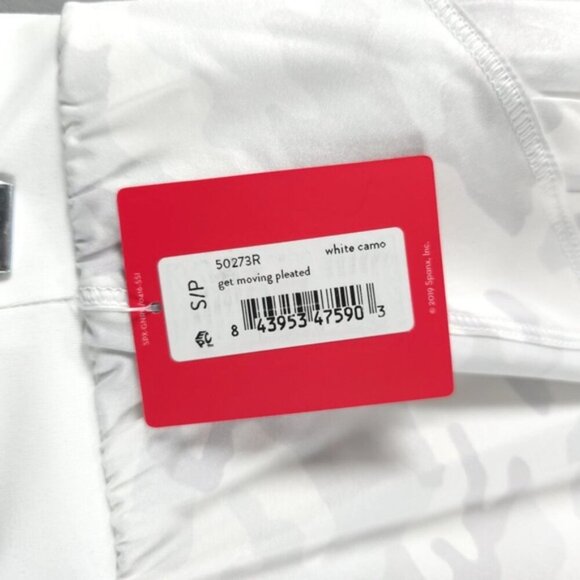 50273R
white camo
get moving pleated
S/P
8 43953 47590 3
© 2019 Spanx, Inc.